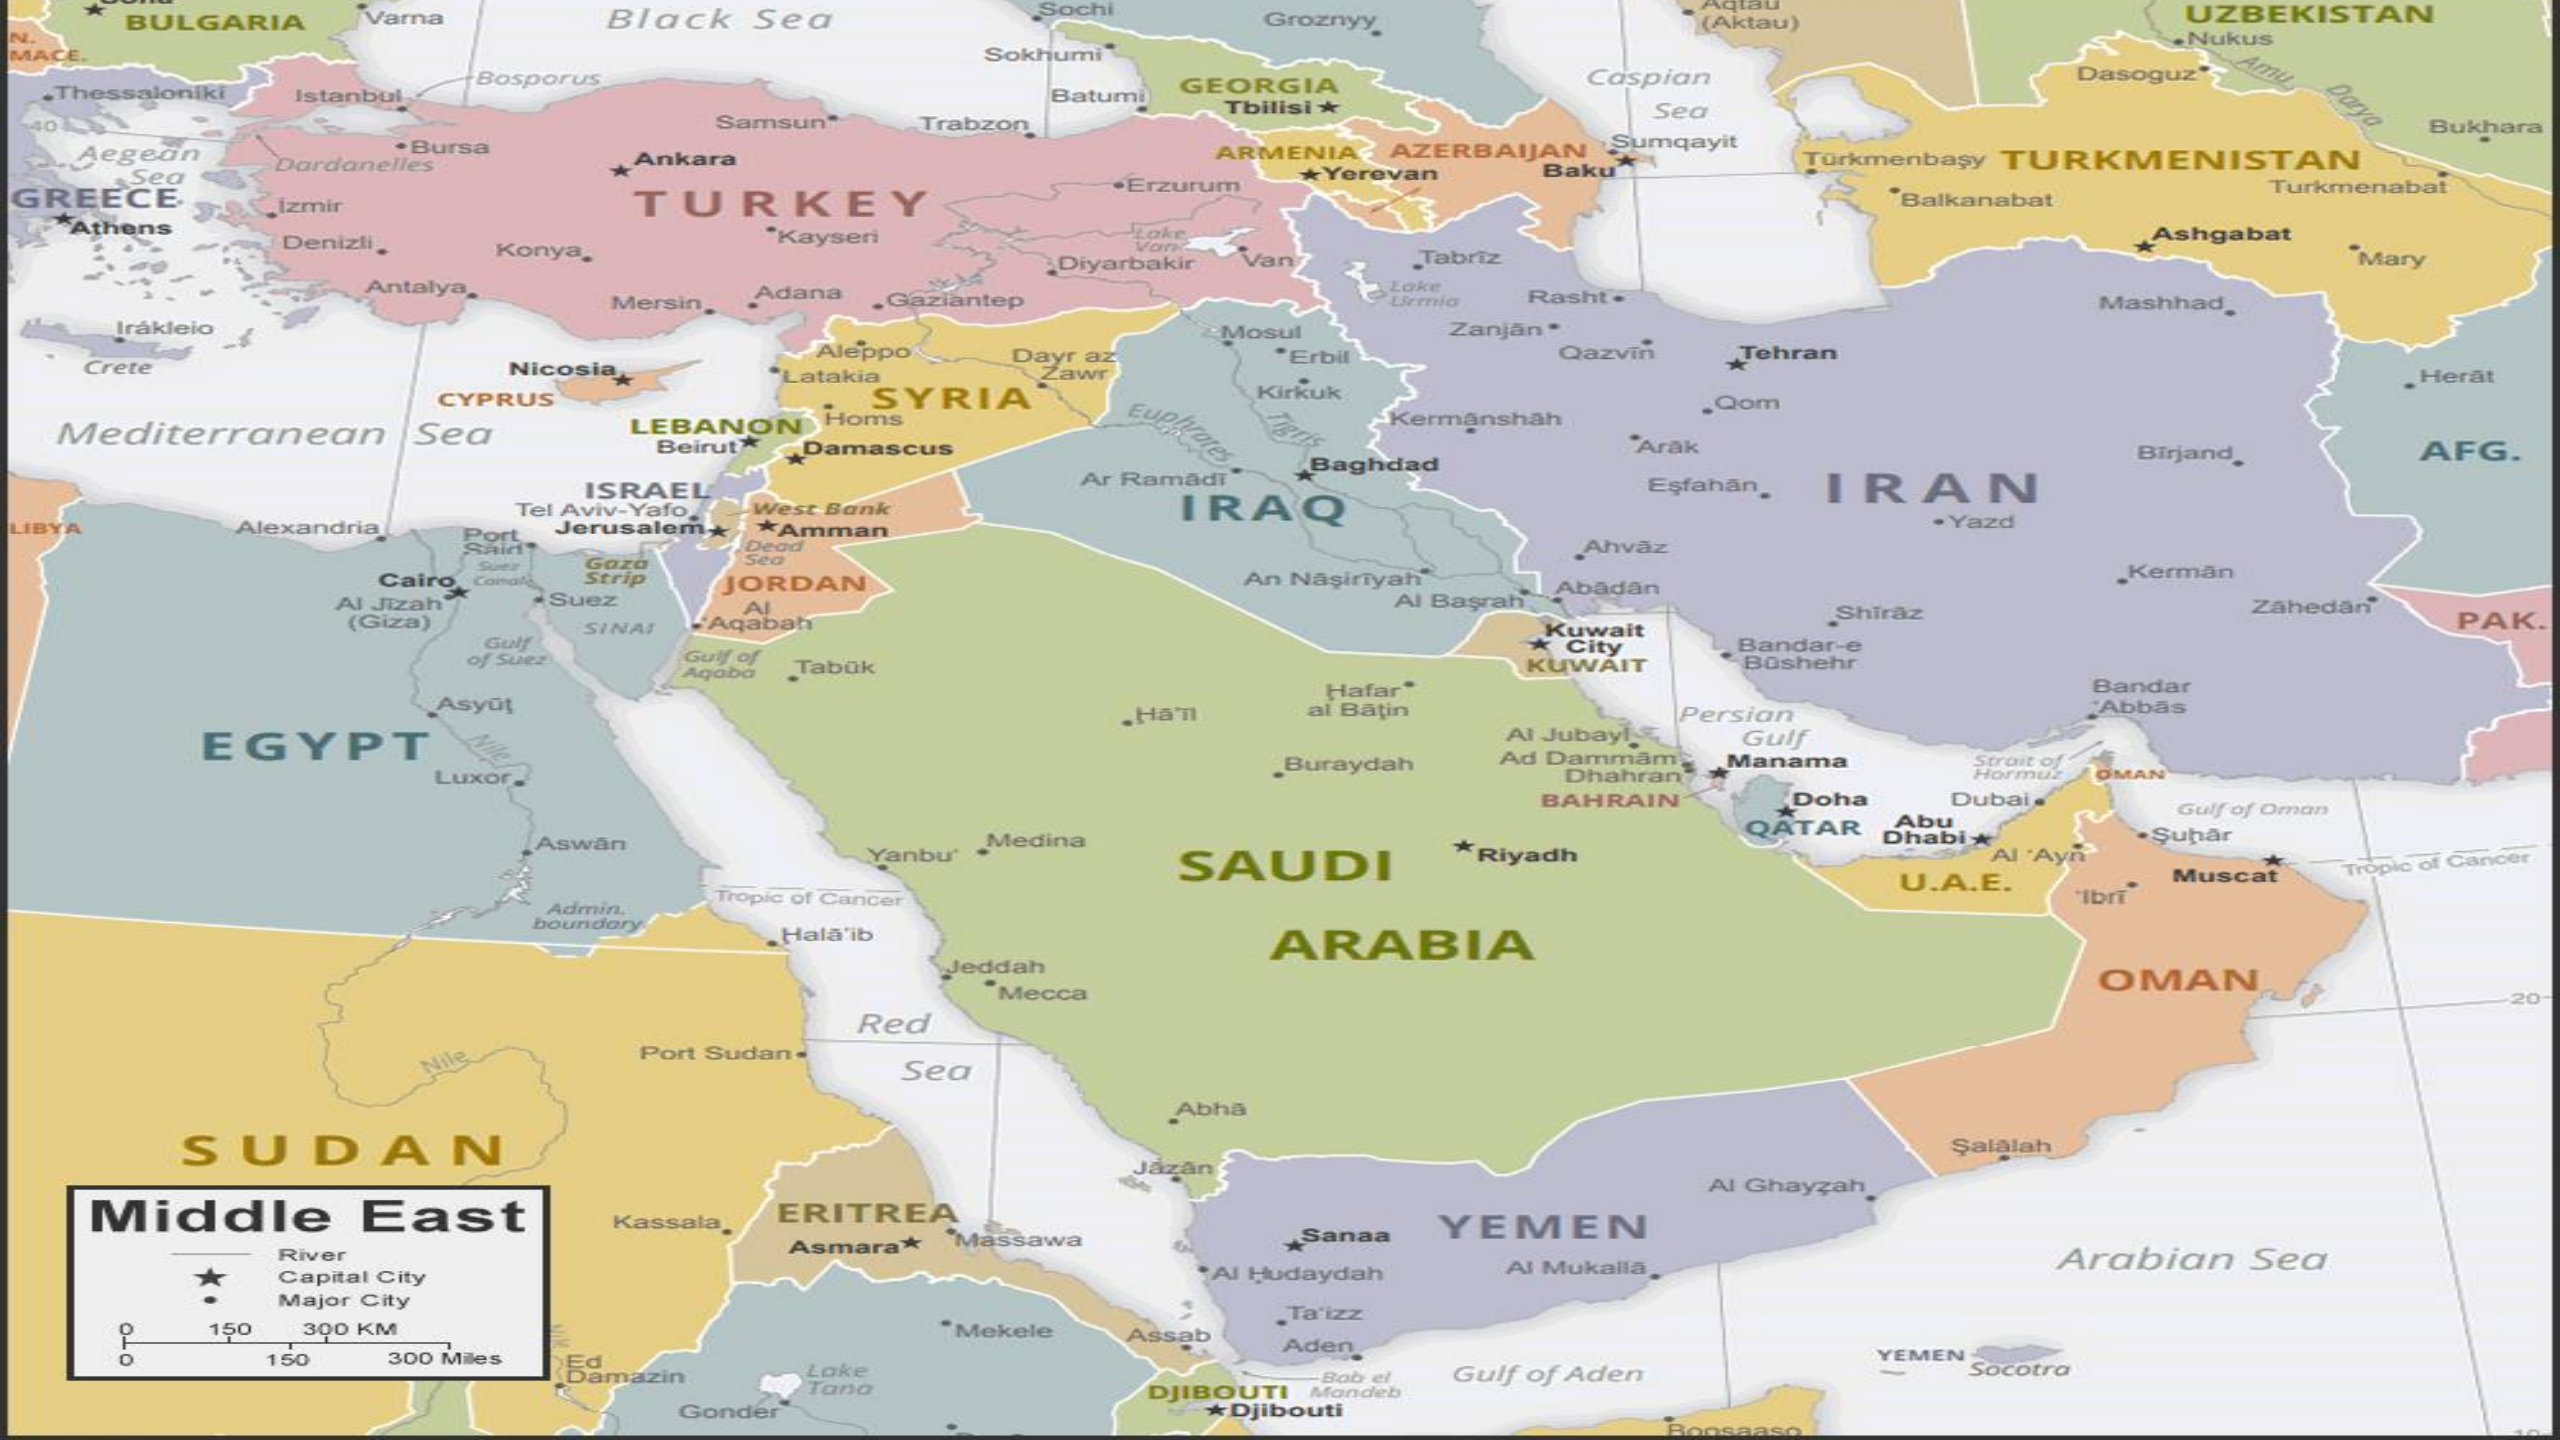 BULGARIA
Varna
Black Sea
Sochi
Groznyy
Aqtau
(Aktau)
UZBEKISTAN
Nukus
N.
MACE.
Sokhumi
Bosporus
GEORGIA
Caspian
Sea
Dasoguz
Amu
Darya
Thessaloniki
Istanbul
Batumi
Tbilisi
40
Samsun
Trabzon
Bukhara
Aegean
Sea
Bursa
Dardanelles
Ankara
ARMENIA
AZERBAIJAN
Sumqayit
Türkmenbaşy
TURKMENISTAN
Yerevan
Baku
Erzurum
Turkmenabat
GREECE
Athens
İzmir
TURKEY
Balkanabat
Denizli
Konya
Kayseri
Lake
Van
Van
Ashgabat
Mary
Diyarbakir
Tabrīz
Antalya
Mersin
Adana
Gaziantep
Lake
Urmia
Rasht
Mashhad
Irákleio
Crete
Mosul
Zanjān
Nicosia
CYPRUS
Aleppo
Dayr az
Zawr
Erbil
Qazvīn
Tehran
Latakia
SYRIA
Kirkuk
Herāt
Qom
Mediterranean Sea
LEBANON
Beirut
Homs
Damascus
Euphrates
Tigris
Kermānshāh
Arāk
Bīrjand
AFG.
Baghdad
ISRAEL
Tel Aviv-Yafo
Jerusalem
West Bank
Amman
Ar Ramādī
IRAQ
Eşfahān
IRAN
Yazd
LIBYA
Alexandria
Port
Said
Suez
Canal
Gaza
Strip
Dead
Sea
JORDAN
Ahvāz
Cairo
Al Jīzah
(Giza)
Suez
SINAI
Al
'Aqabah
An Nāşirīyah
Al Başrah
Abādān
Kermān
Zāhedān
Shīrāz
PAK.
Gulf
of Suez
Gulf of
Aqaba
Tabūk
Kuwait
City
KUWAIT
Bandar-e
Būshehr
Asyūţ
Hā'īl
Ḩafar
al Bāţin
Bandar
'Abbās
EGYPT
Nile
Persian
Gulf
Al Jubayl
Ad Dammām
Dhahran
Manama
BAHRAIN
Strait of
Hormuz
OMAN
Luxor
Buraydah
Doha
QATAR
Dubai
Abu
Dhabi
Gulf of Oman
Aswān
Yanbu'
Medina
SAUDI
ARABIA
Riyadh
Al 'Ayn
U.A.E.
Şuḩār
Muscat
Tropic of Cancer
'Ibrī
Admin.
boundary
Tropic of Cancer
Ḩalā'ib
Jeddah
Mecca
OMAN
20
Red
Sea
Nile
Port Sudan
Abhā
SUDAN
Jāzān
Şalālah
Al Ghayẕah
Middle East
River
Capital City
Major City
0 150 300 KM
0 150 300 Miles
Kassala
ERITREA
Asmara
Massawa
Sanaa
YEMEN
Al Ḩudaydah
Al Mukallā
Arabian Sea
Mekele
Assab
Ta'izz
Aden
YEMEN
Socotra
Ed
Damazin
Lake
Tana
Gonder
DJIBOUTI
Djibouti
Bab el
Mandeb
Gulf of Aden
Boosaaso